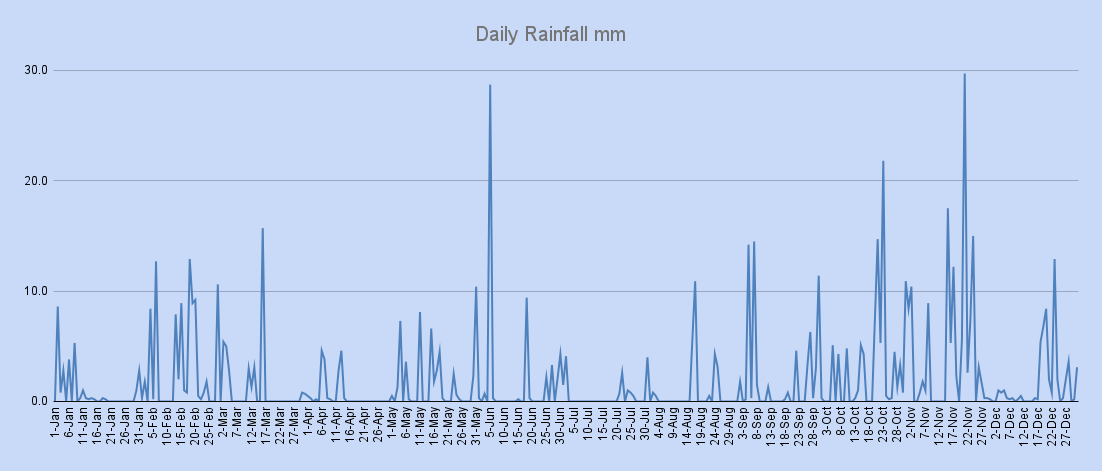 Daily Rainfall mm
30.0
20.0
10.0
0.0
1-Jan
6-Jan
11-Jan
16-Jan
21-Jan
26-Jan
31-Jan
5-Feb
10-Feb
15-Feb
20-Feb
25-Feb
2-Mar
7-Mar
12-Mar
17-Mar
22-Mar
27-Mar
1-Apr
6-Apr
11-Apr
16-Apr
21-Apr
26-Apr
1-May
6-May
11-May
16-May
21-May
26-May
31-May
5-Jun
10-Jun
15-Jun
20-Jun
25-Jun
30-Jun
5-Jul
10-Jul
15-Jul
20-Jul
25-Jul
30-Jul
4-Aug
9-Aug
14-Aug
19-Aug
24-Aug
29-Aug
3-Sep
8-Sep
13-Sep
18-Sep
23-Sep
28-Sep
3-Oct
8-Oct
13-Oct
18-Oct
23-Oct
28-Oct
2-Nov
7-Nov
12-Nov
17-Nov
22-Nov
27-Nov
2-Dec
7-Dec
12-Dec
17-Dec
22-Dec
27-Dec